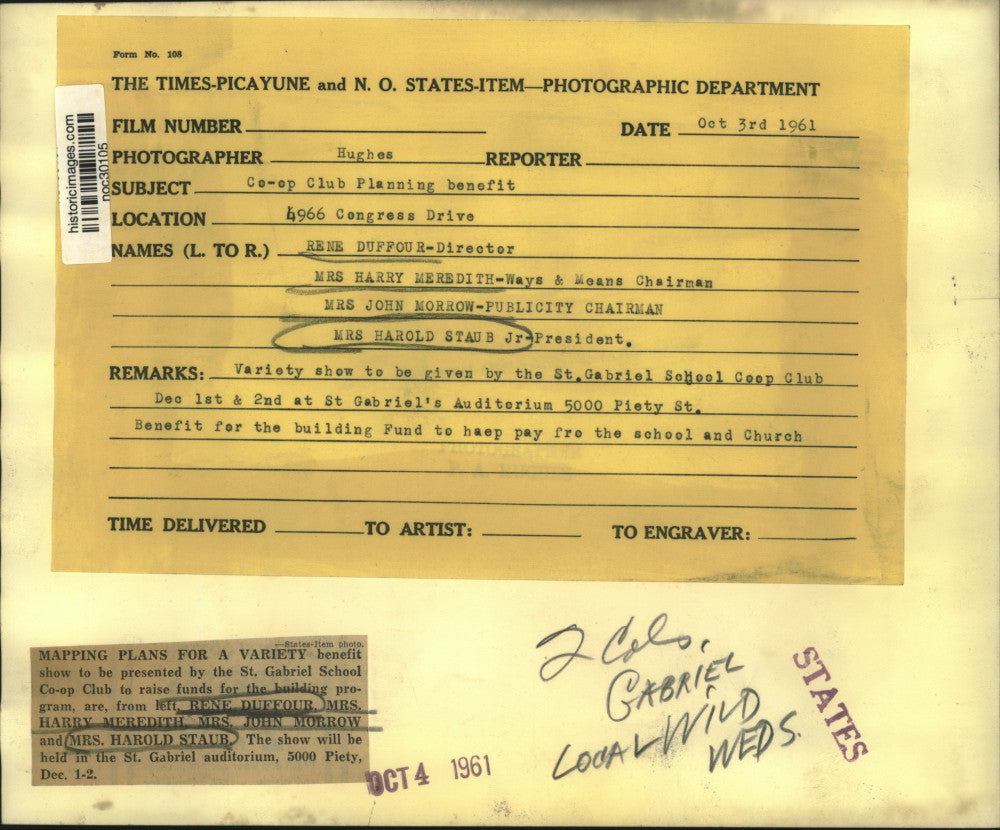 Form No. 108
THE TIMES-PICAYUNE and N. O. STATES-ITEM—PHOTOGRAPHIC DEPARTMENT
FILM NUMBER
DATE Oct 3rd 1961
PHOTOGRAPHER Hughes REPORTER
SUBJECT Co-op Club Planning benefit
LOCATION 4966 Congress Drive
NAMES (L. TO R.) RENE DUFFOUR-Director
MRS HARRY MEREDITH-Ways & Means Chairman
MRS JOHN MORROW-PUBLICITY CHAIRMAN
MRS HAROLD STAUB Jr-President.
REMARKS: Variety show to be given by the St.Gabriel School Coop Club
Dec 1st & 2nd at St Gabriel's Auditorium 5000 Piety St.
Benefit for the building Fund to haep pay fro the school and Church
TIME DELIVERED TO ARTIST: TO ENGRAVER:
historicimages.com
noc30105
—States-Item photo.
MAPPING PLANS FOR A VARIETY benefit
show to be presented by the St. Gabriel School
Co-op Club to raise funds for the building pro-
gram, are, from left, RENE DUFFOUR, MRS.
HARRY MEREDITH, MRS. JOHN MORROW
and MRS. HAROLD STAUB. The show will be
held in the St. Gabriel auditorium, 5000 Piety,
Dec. 1-2.
OCT 4 1961
2 Cols.
GABRIEL
LOCAL WILD
WEDS.
STATES